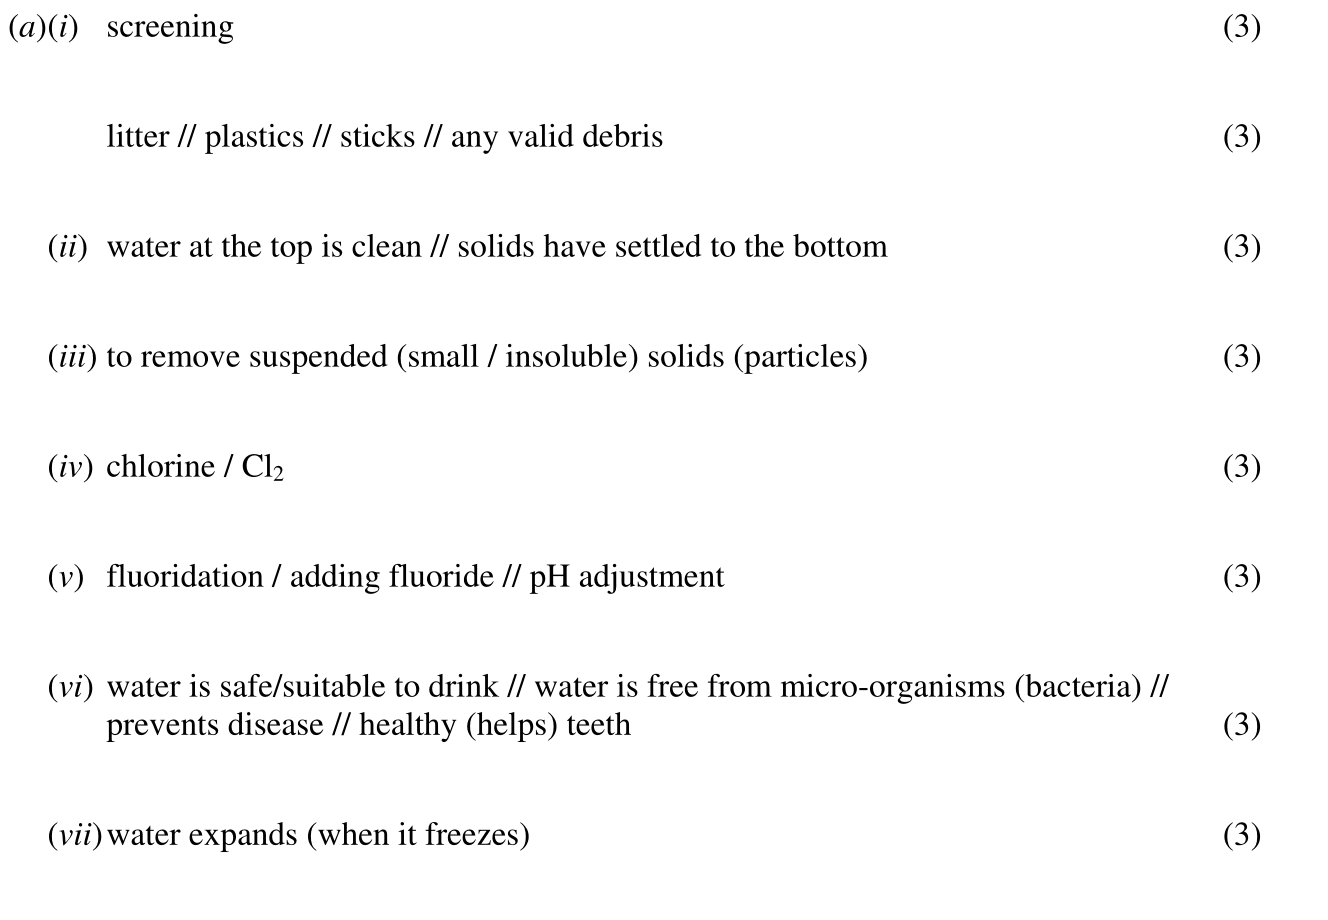 (a)(i) screening (3)
litter // plastics // sticks // any valid debris (3)
(ii) water at the top is clean // solids have settled to the bottom (3)
(iii) to remove suspended (small / insoluble) solids (particles) (3)
(iv) chlorine / Cl₂ (3)
(v) fluoridation / adding fluoride // pH adjustment (3)
(vi) water is safe/suitable to drink // water is free from micro-organisms (bacteria) //
prevents disease // healthy (helps) teeth (3)
(vii) water expands (when it freezes) (3)